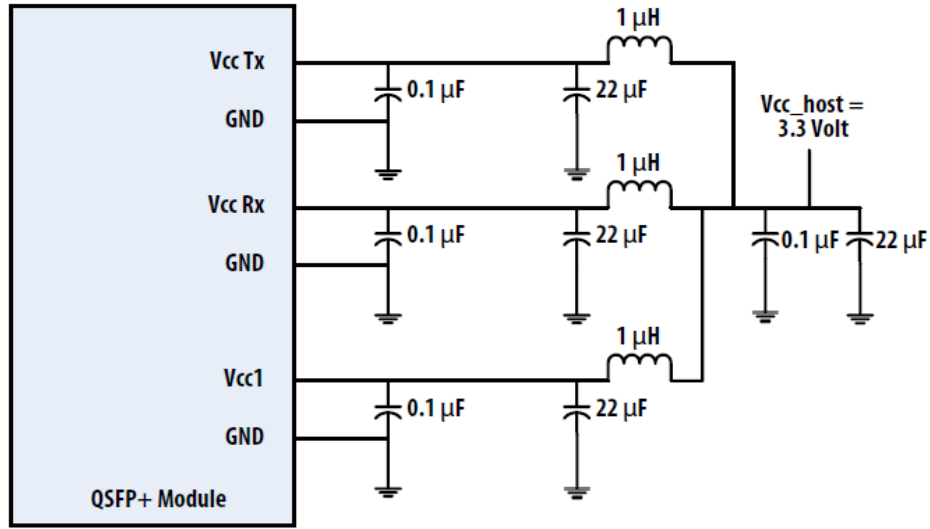 1 μH
Vcc Tx
0.1 μF
22 μF
GND
Vcc_host =
3.3 Volt
1 μH
Vcc Rx
0.1 μF
22 μF
0.1 μF
22 μF
GND
1 μH
Vcc1
0.1 μF
22 μF
GND
QSFP+ Module